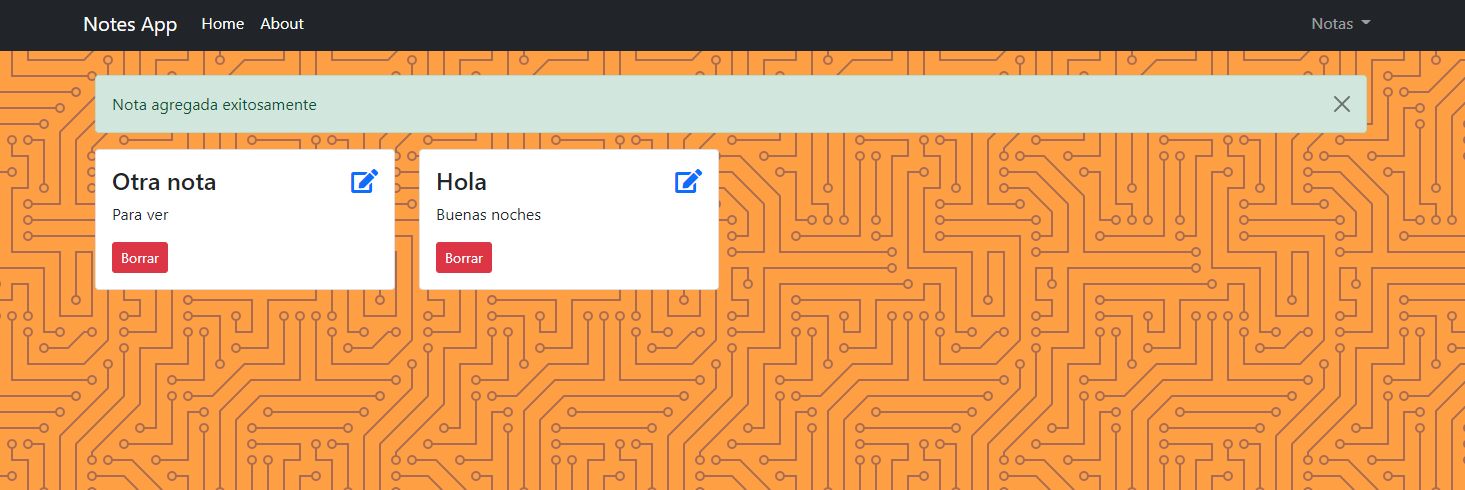 Notes App Home About Notas
Nota agregada exitosamente
Otra nota
Para ver
Borrar
Hola
Buenas noches
Borrar